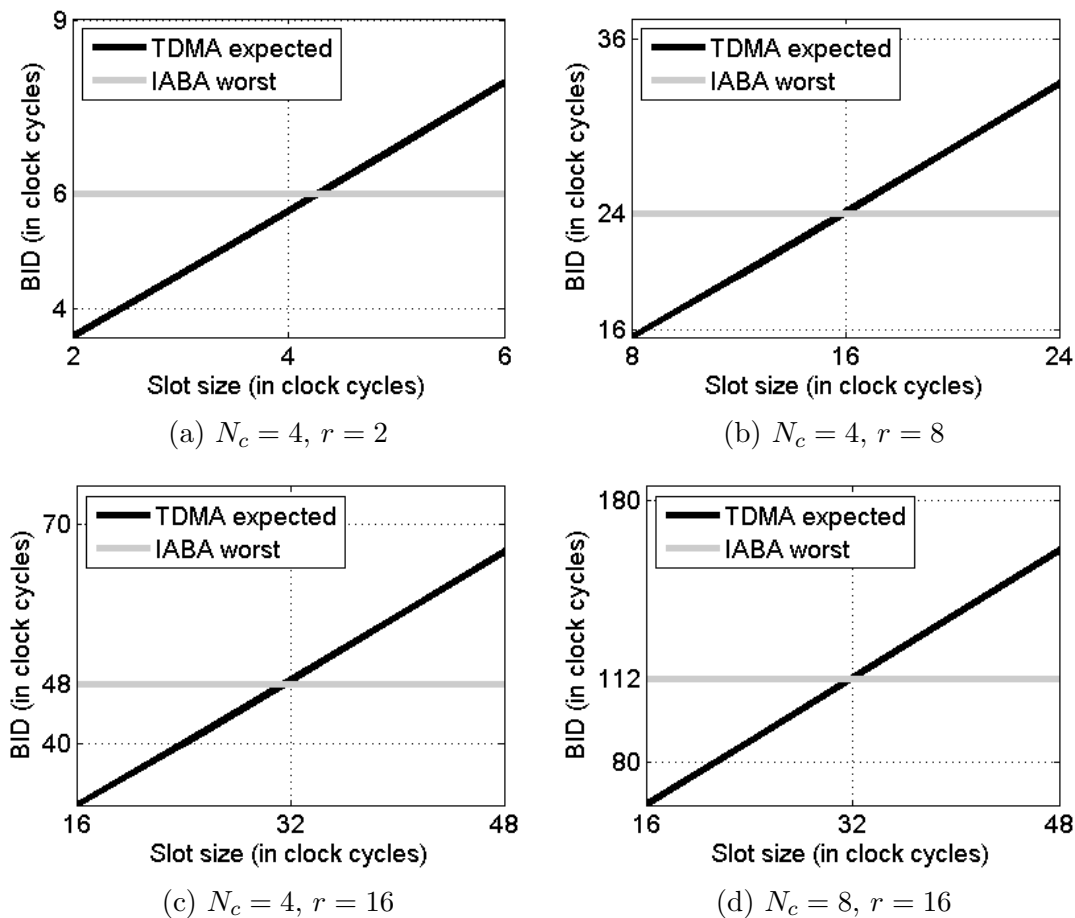 9
6
4
BID (in clock cycles)
TDMA expected
IABA worst
2 4 6
Slot size (in clock cycles)
(a) N_c = 4, r = 2
36
24
16
BID (in clock cycles)
TDMA expected
IABA worst
8 16 24
Slot size (in clock cycles)
(b) N_c = 4, r = 8
70
48
40
BID (in clock cycles)
TDMA expected
IABA worst
16 32 48
Slot size (in clock cycles)
(c) N_c = 4, r = 16
180
112
80
BID (in clock cycles)
TDMA expected
IABA worst
16 32 48
Slot size (in clock cycles)
(d) N_c = 8, r = 16